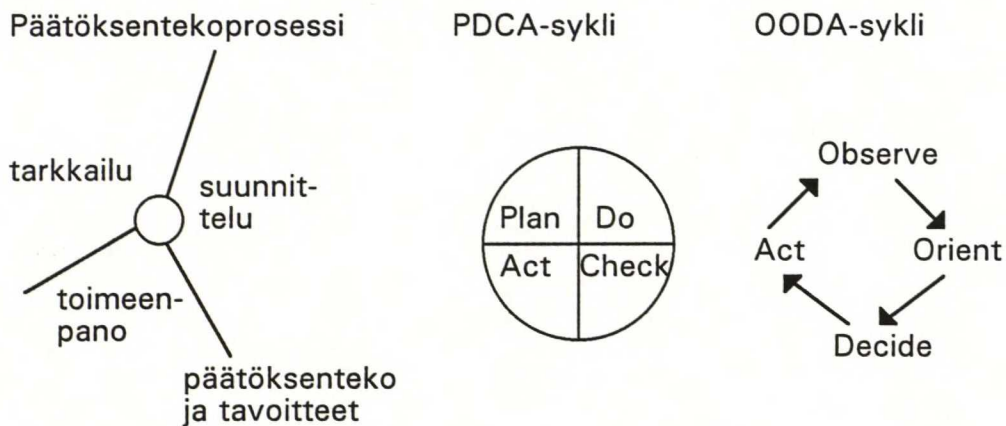 Päätöksentekoprosessi
tarkkailu
suunnit-
telu
toimeen-
pano
päätöksenteko
ja tavoitteet
PDCA-sykli
Plan
Do
Act
Check
OODA-sykli
Observe
Act
Orient
Decide